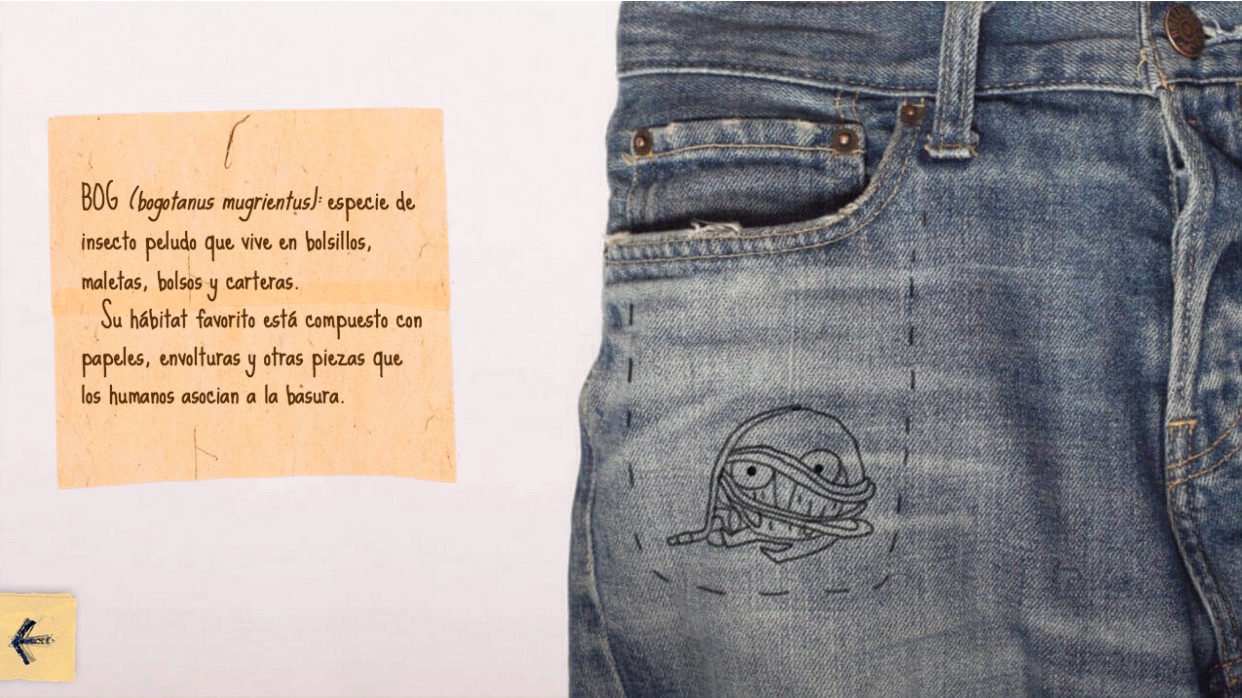 BOG (bogotanus mugrientus): especie de
insecto peludo que vive en bolsillos,
maletas, bolsos y carteras.
Su hábitat favorito está compuesto con
papeles, envolturas y otras piezas que
los humanos asocian a la basura.